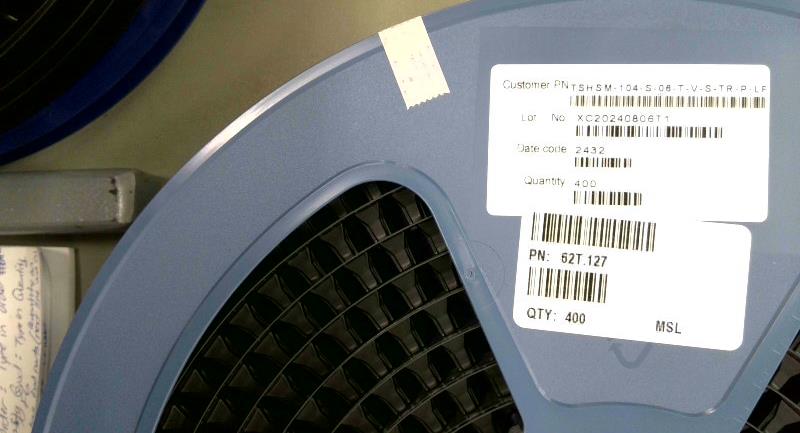 Customer PN TSHSM-104-S-06-T-V-S-TR-P-LF
Lot No XC20240806T1
Date code 2432
Quantity 400
PN: 62T.127
QTY: 400 MSL